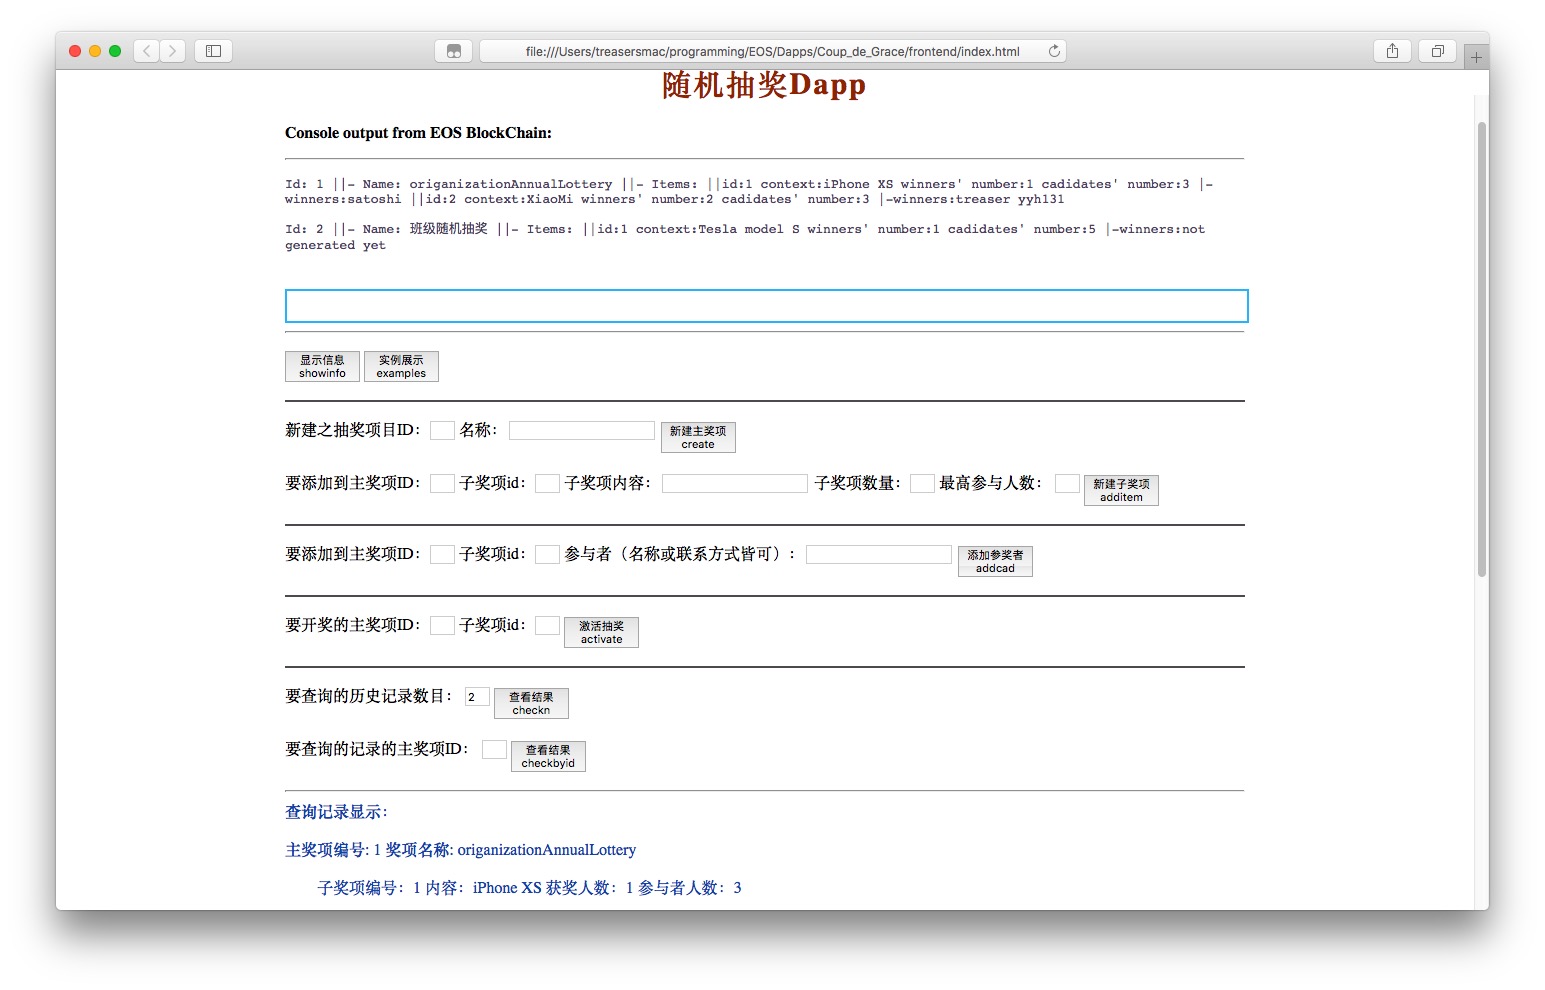 file:///Users/treasersmac/programming/EOS/Dapps/Coup_de_Grace/frontend/index.html
随机抽奖Dapp
Console output from EOS BlockChain:
Id: 1 ||- Name: origanizationAnnualLottery ||- Items: ||id:1 context:iPhone XS winners' number:1 cadidates' number:3 |-
winners:satoshi ||id:2 context:XiaoMi winners' number:2 cadidates' number:3 |-winners:treaser yyh131
Id: 2 ||- Name: 班级随机抽奖 ||- Items: ||id:1 context:Tesla model S winners' number:1 cadidates' number:5 |-winners:not
generated yet
显示信息 实例展示
showinfo examples
新建之抽奖项目ID： 名称： 新建主奖项
create
要添加到主奖项ID： 子奖项id： 子奖项内容： 子奖项数量： 最高参与人数： 新建子奖项
additem
要添加到主奖项ID： 子奖项id： 参与者（名称或联系方式皆可）： 添加参奖者
addcad
要开奖的主奖项ID： 子奖项id： 激活抽奖
activate
要查询的历史记录数目： 2 查看结果
checkn
要查询的记录的主奖项ID： 查看结果
checkbyid
查询记录显示：
主奖项编号: 1 奖项名称: origanizationAnnualLottery
子奖项编号：1 内容：iPhone XS 获奖人数：1 参与者人数：3